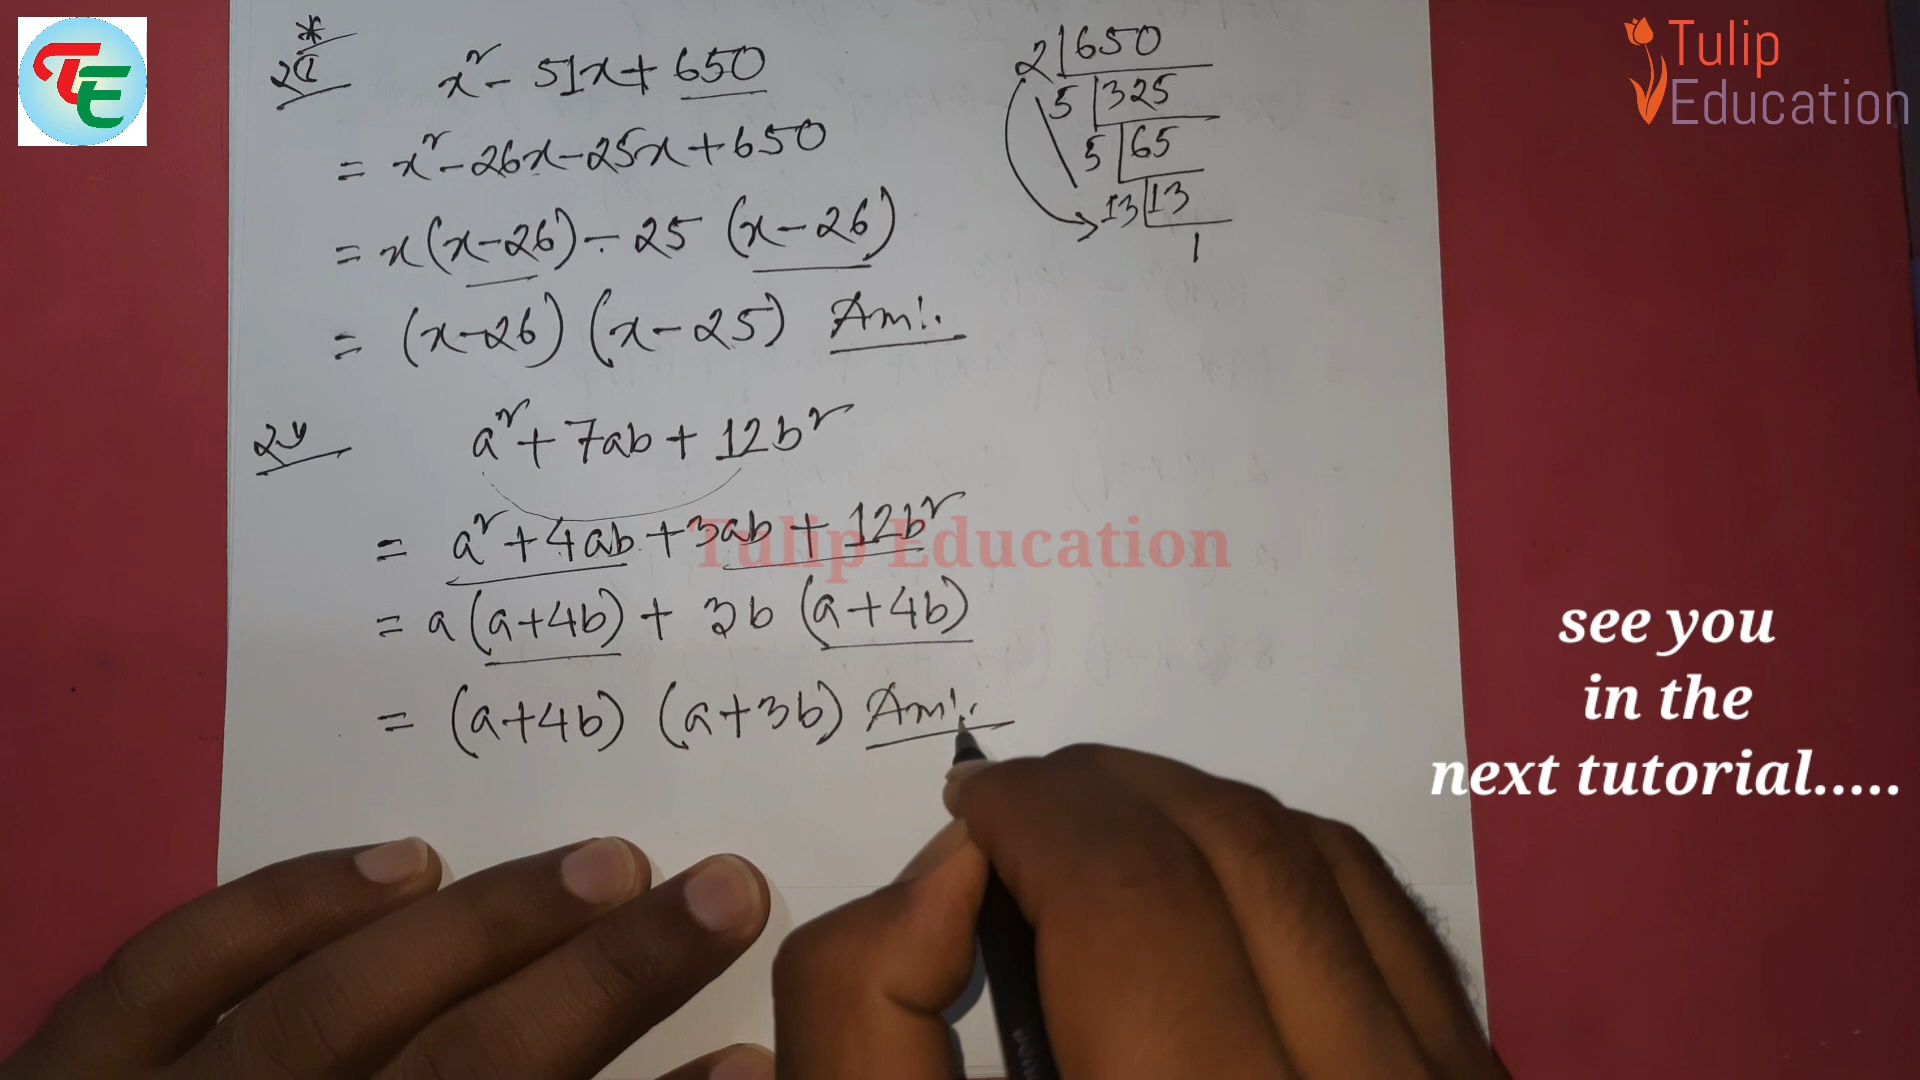 TE
Tulip
Education
x² - 51x + 650
= x² - 26x - 25x + 650
= x(x-26) - 25 (x-26)
= (x-26) (x-25) Ans:.
2 | 650
5 | 325
5 | 65
13 | 13
1
a² + 7ab + 12b²
= a² + 4ab + 3ab + 12b²
= a (a+4b) + 3b (a+4b)
= (a+4b) (a+3b) Ans:.
Tulip Education
see you
in the
next tutorial.....